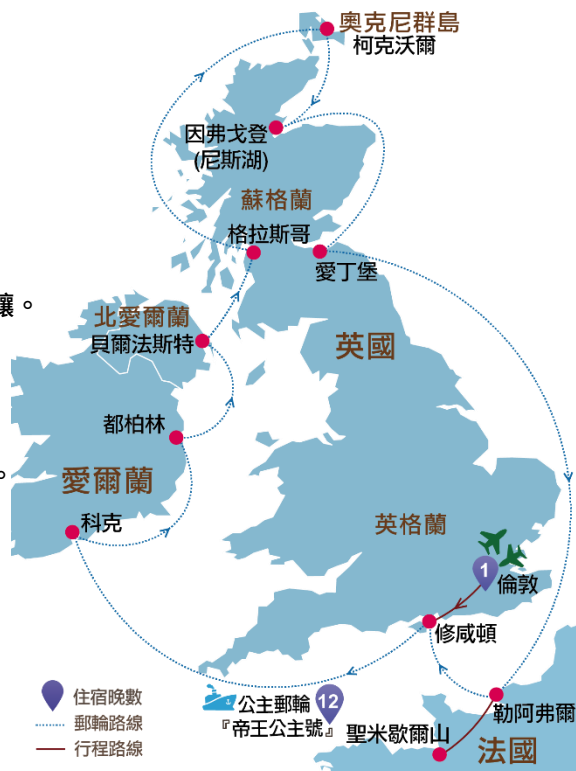 奧克尼群島
柯克沃爾
因弗戈登
(尼斯湖)
蘇格蘭
格拉斯哥
愛丁堡
壤。
北愛爾蘭
貝爾法斯特
英國
都柏林
。
愛爾蘭
科克
英格蘭
1
倫敦
修咸頓
住宿晚數
郵輪路線
行程路線
公主郵輪 12
『帝王公主號』
勒阿弗爾
聖米歇爾山
法國